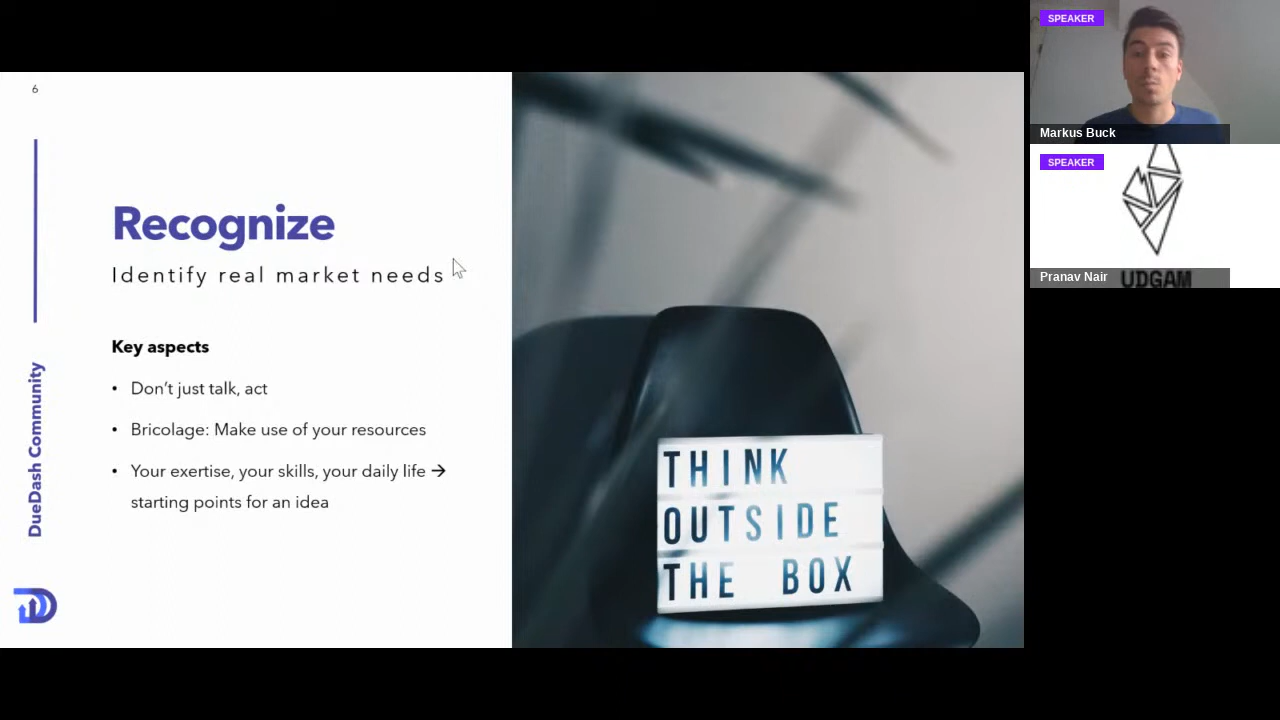 6
Recognize
Identify real market needs
Key aspects
• Don’t just talk, act
• Bricolage: Make use of your resources
• Your exertise, your skills, your daily life →
starting points for an idea
DueDash Community
THINK
OUTSIDE
THE BOX
SPEAKER
Markus Buck
SPEAKER
Pranav Nair
UDGAM